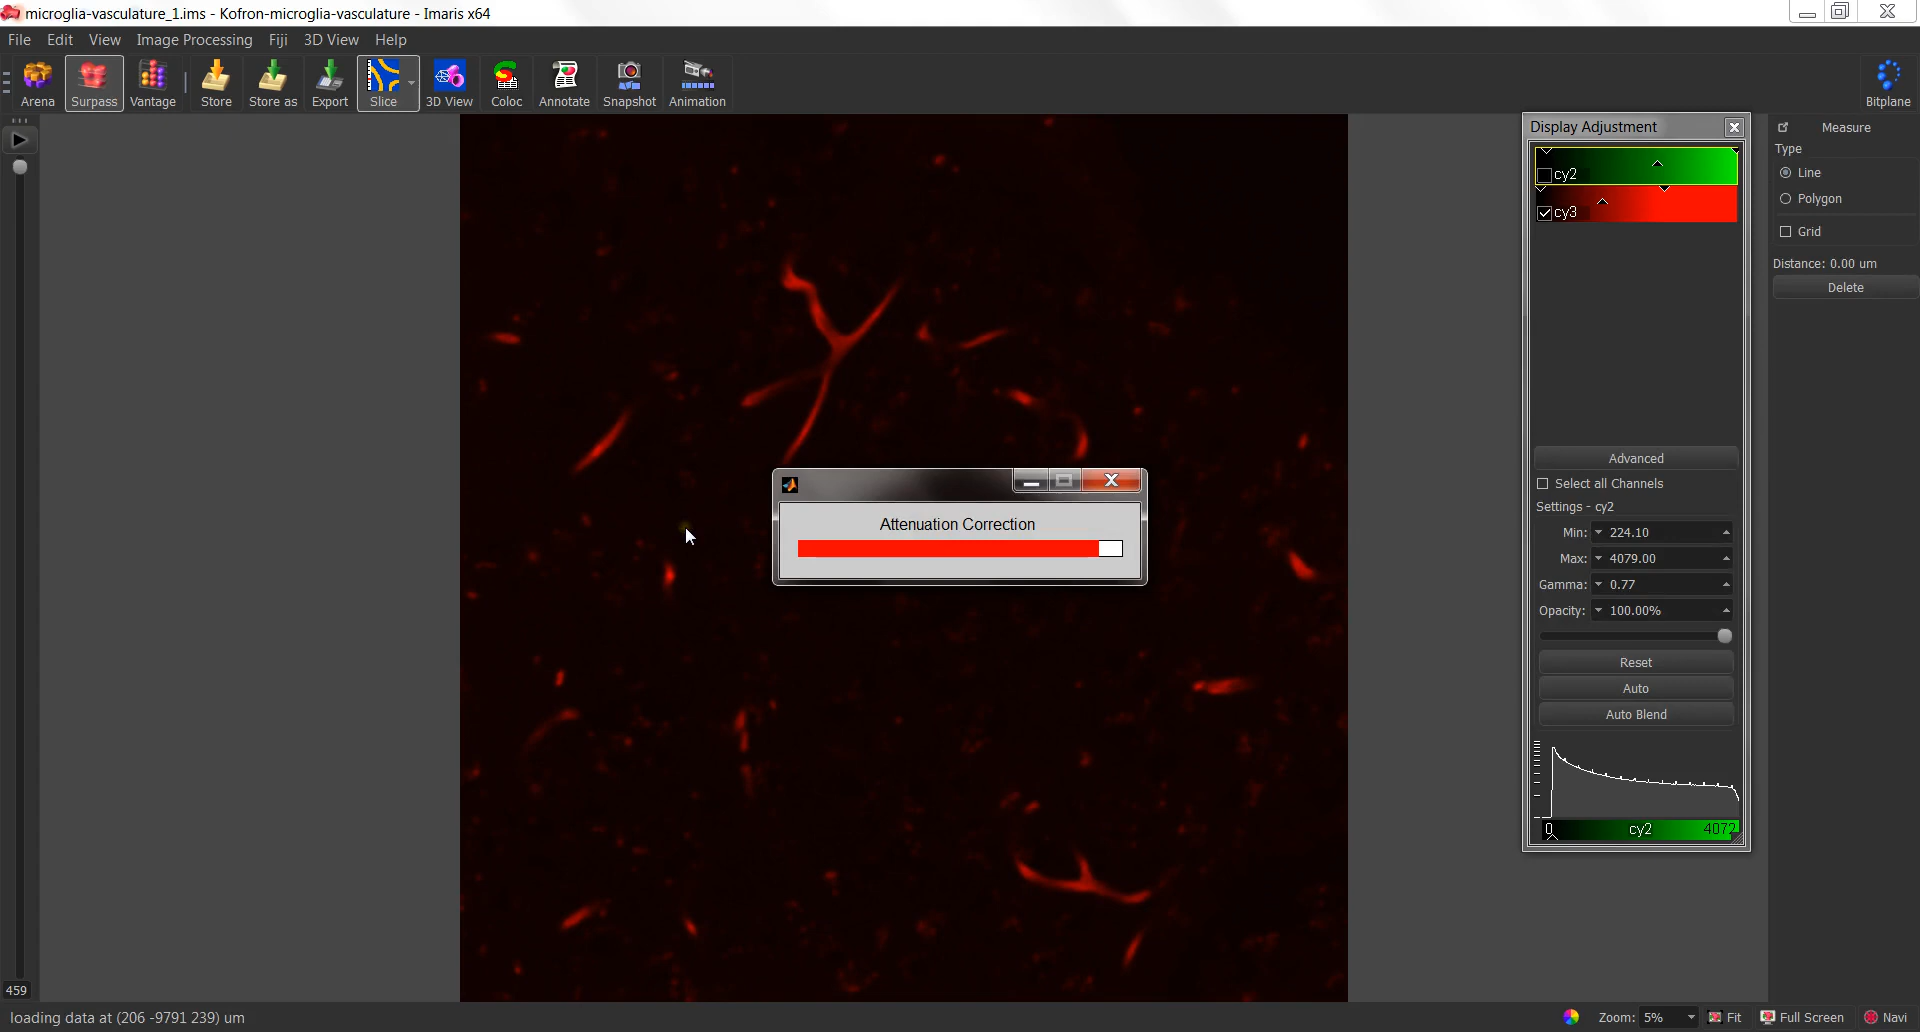 microglia-vasculature_1.ims - Kofron-microglia-vasculature - Imaris x64
File Edit View Image Processing Fiji 3D View Help
Arena Surpass Vantage Store Store as Export Slice 3D View Coloc Annotate Snapshot Animation Bitplane
Display Adjustment
cy2
cy3
Advanced
Select all Channels
Settings - cy2
Min: 224.10
Max: 4079.00
Gamma: 0.77
Opacity: 100.00%
Reset
Auto
Auto Blend
0 cy2 4072
Measure
Type
Line
Polygon
Grid
Distance: 0.00 um
Delete
Attenuation Correction
459
loading data at (206 -9791 239) um
Zoom: 5% Fit Full Screen Navi